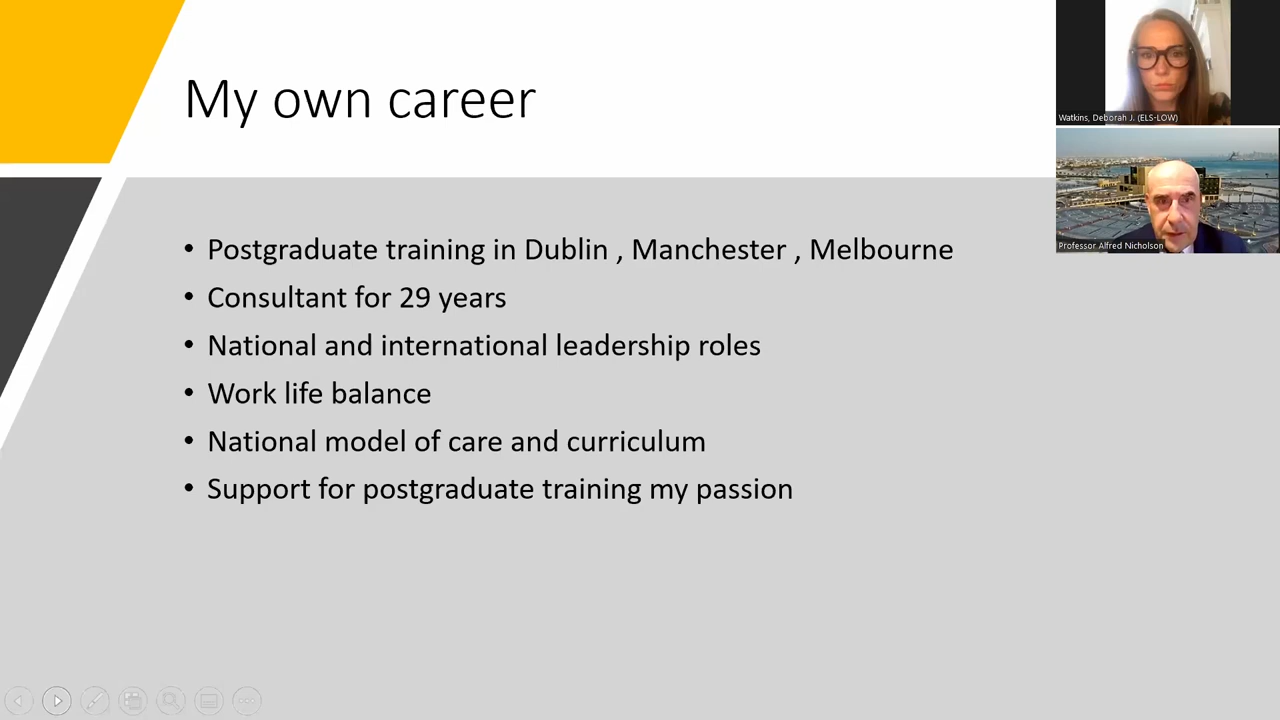 My own career
• Postgraduate training in Dublin , Manchester , Melbourne
• Consultant for 29 years
• National and international leadership roles
• Work life balance
• National model of care and curriculum
• Support for postgraduate training my passion
Watkins, Deborah J. (ELS-LOW)
Professor Alfred Nicholson